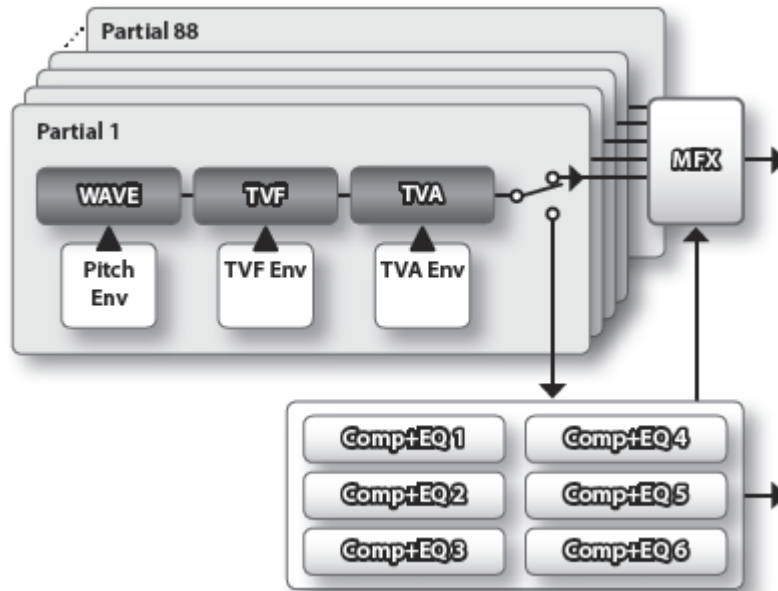 Partial 88
Partial 1
WAVE
TVF
TVA
MFX
Pitch
Env
TVF Env
TVA Env
Comp+EQ 1
Comp+EQ 4
Comp+EQ 2
Comp+EQ 5
Comp+EQ 3
Comp+EQ 6